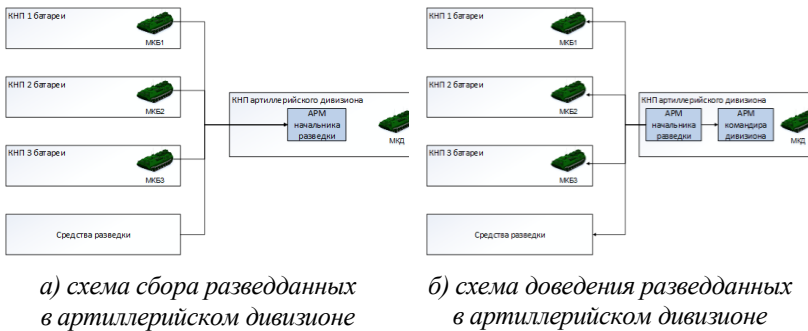 КНП 1 батареи
МКБ1
КНП 2 батареи
МКБ2
КНП артиллерийского дивизиона
АРМ
начальника
разведки
МКД
КНП 3 батареи
МКБ3
Средства разведки
а) схема сбора разведданных
в артиллерийском дивизионе
КНП 1 батареи
МКБ1
КНП 2 батареи
МКБ2
КНП артиллерийского дивизиона
АРМ
начальника
разведки
АРМ
командира
дивизиона
МКД
КНП 3 батареи
МКБ3
Средства разведки
б) схема доведения разведданных
в артиллерийском дивизионе